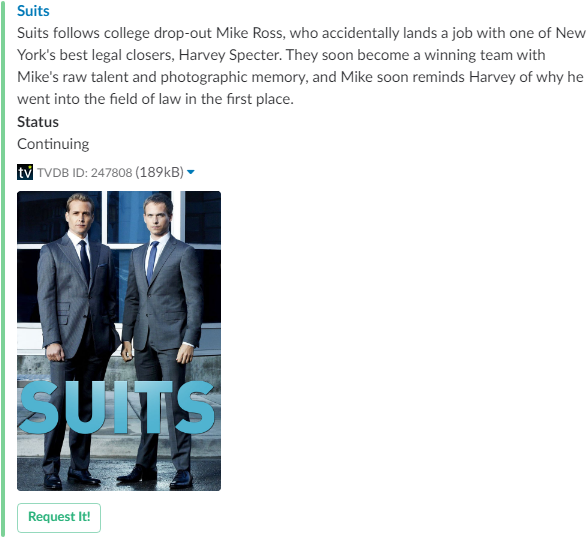 Suits
Suits follows college drop-out Mike Ross, who accidentally lands a job with one of New
York's best legal closers, Harvey Specter. They soon become a winning team with
Mike's raw talent and photographic memory, and Mike soon reminds Harvey of why he
went into the field of law in the first place.
Status
Continuing
tv TVDB ID: 247808 (189kB)
SUITS
Request It!